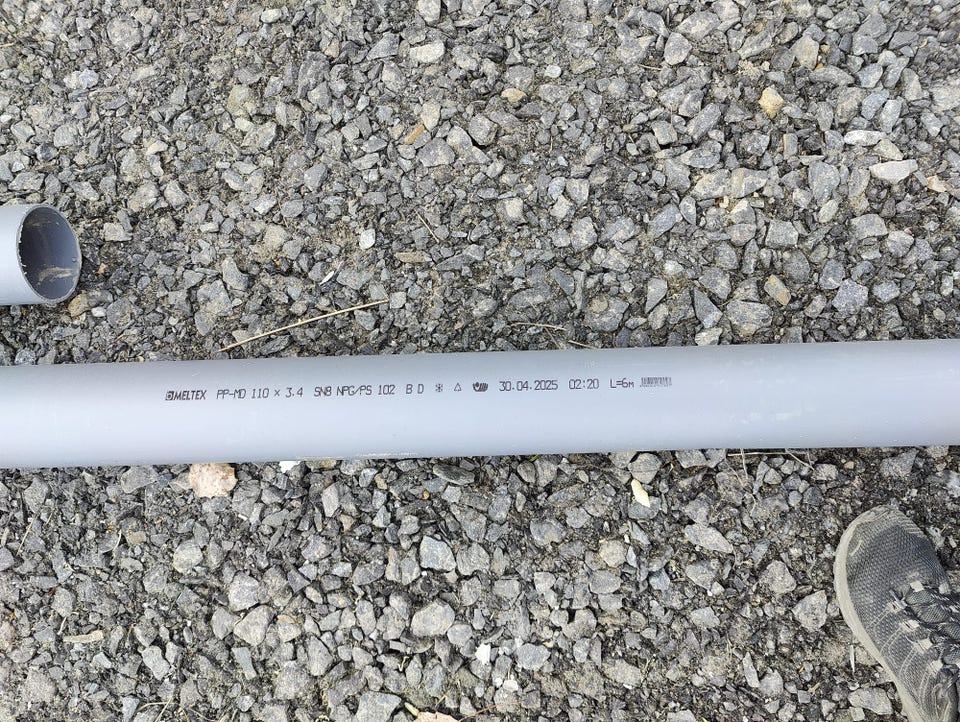 MELTEX PP-MD 110 x 3.4 SN8 NPG/PS 102 B D 30.04.2025 02:20 L=6m